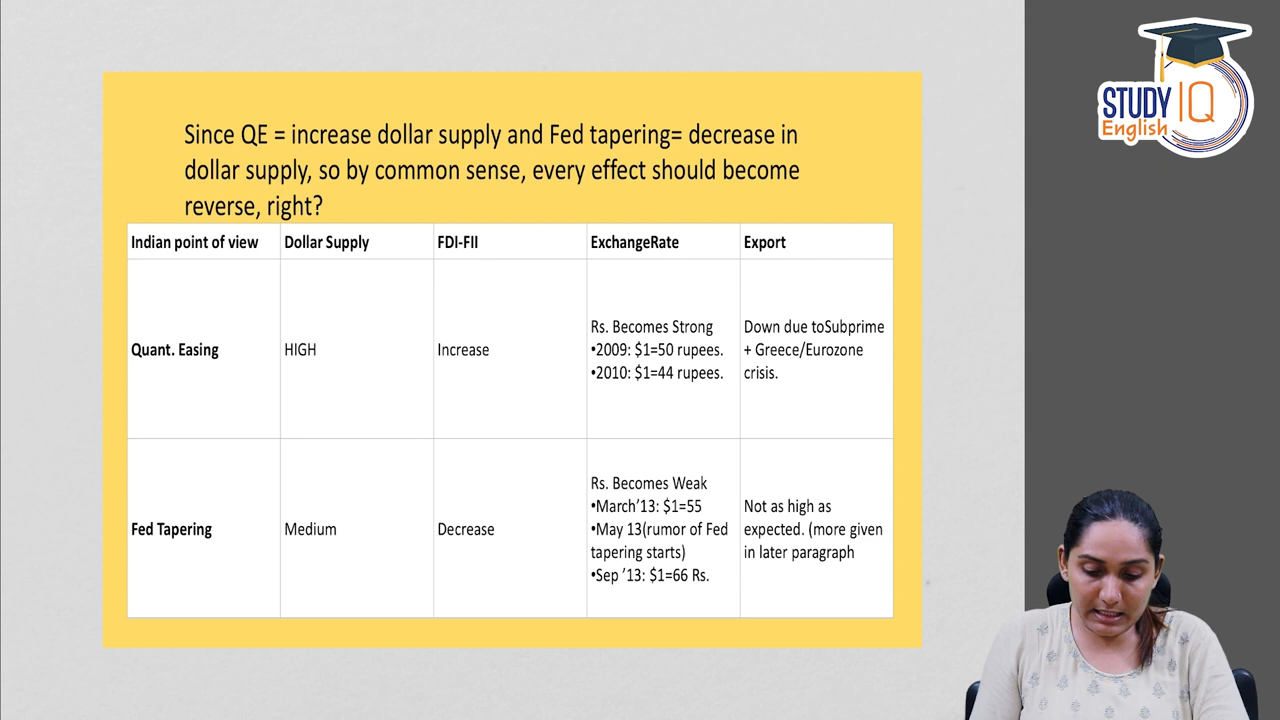 STUDY IQ
English
Since QE = increase dollar supply and Fed tapering= decrease in
dollar supply, so by common sense, every effect should become
reverse, right?
Indian point of view Dollar Supply FDI-FII ExchangeRate Export
Quant. Easing
HIGH
Increase
Rs. Becomes Strong
•2009: $1=50 rupees.
•2010: $1=44 rupees.
Down due toSubprime
+ Greece/Eurozone
crisis.
Fed Tapering
Medium
Decrease
Rs. Becomes Weak
•March’13: $1=55
•May 13(rumor of Fed
tapering starts)
•Sep ’13: $1=66 Rs.
Not as high as
expected. (more given
in later paragraph